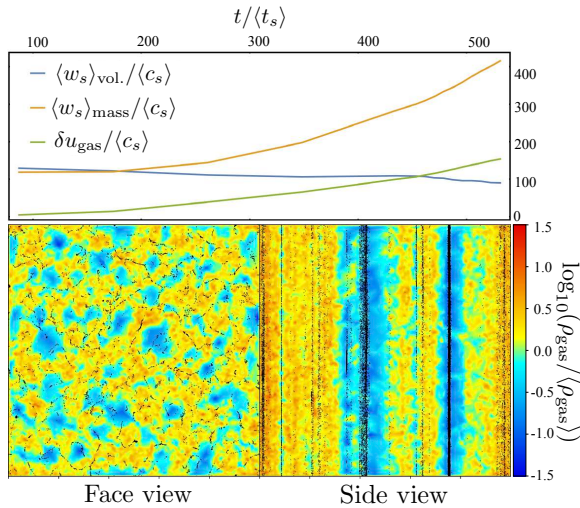 t/⟨t_s⟩
100 200 300 400 500
⟨w_s⟩_vol./⟨c_s⟩
⟨w_s⟩_mass/⟨c_s⟩
δu_gas/⟨c_s⟩
400
300
200
100
0
1.5
1.0
0.5
0.0
-0.5
-1.0
-1.5
log₁₀(ρ_gas/⟨ρ_gas⟩)
Face view Side view